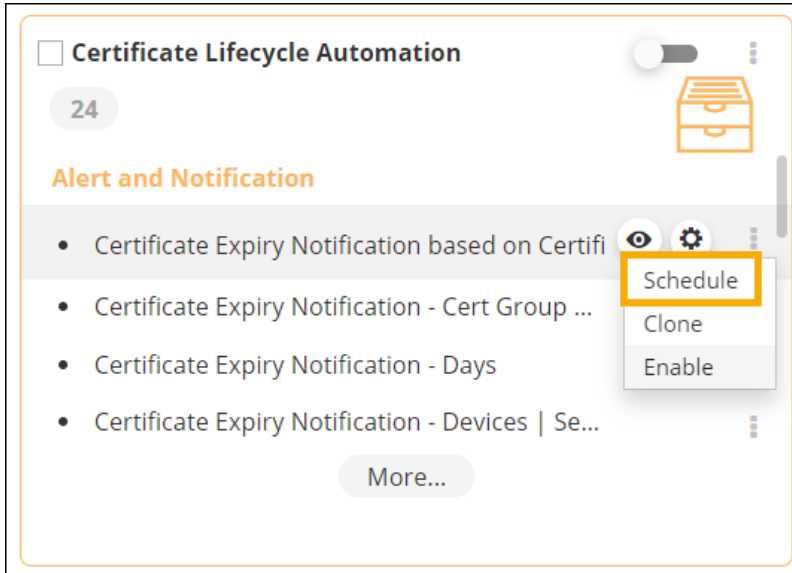 Certificate Lifecycle Automation
24
Alert and Notification
Certificate Expiry Notification based on Certifi
Schedule
Certificate Expiry Notification - Cert Group ...
Clone
Certificate Expiry Notification - Days
Enable
Certificate Expiry Notification - Devices | Se...
More...